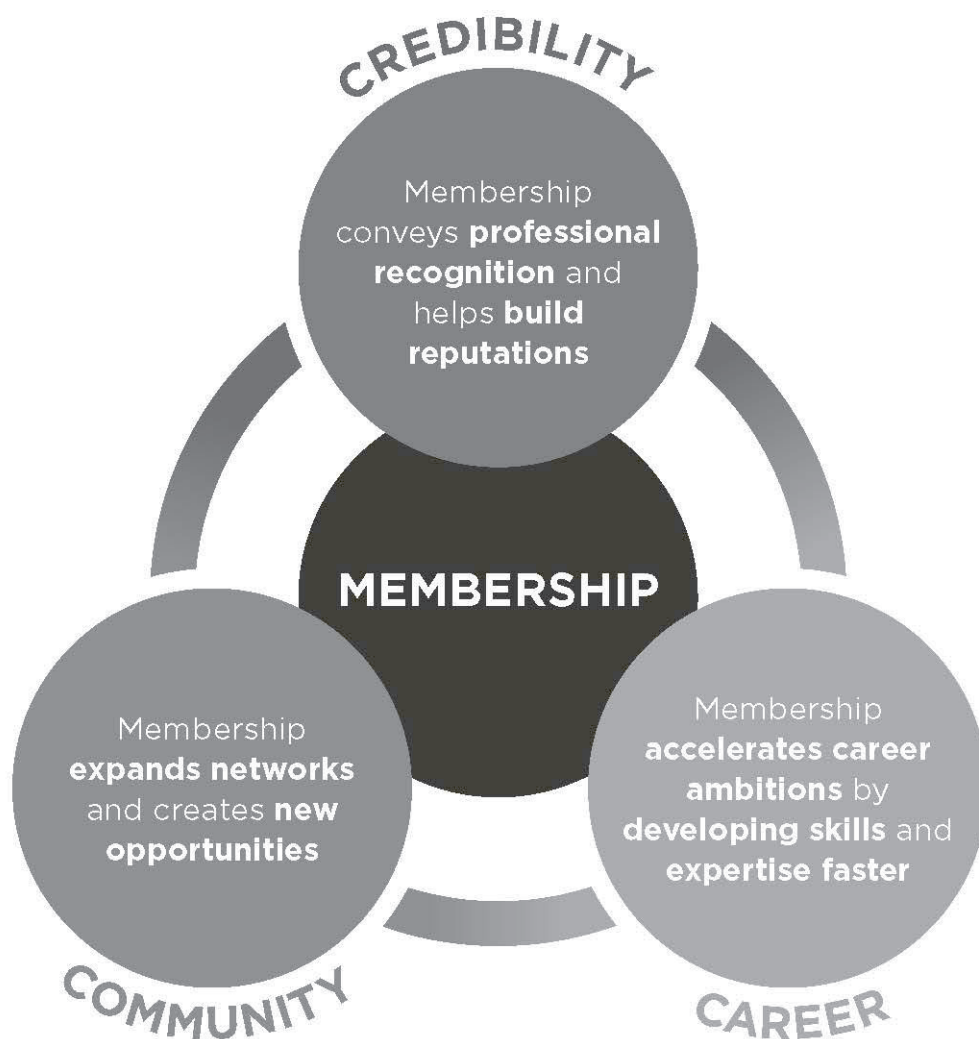 CREDIBILITY
Membership
conveys professional
recognition and
helps build
reputations
MEMBERSHIP
Membership
expands networks
and creates new
opportunities
COMMUNITY
Membership
accelerates career
ambitions by
developing skills and
expertise faster
CAREER